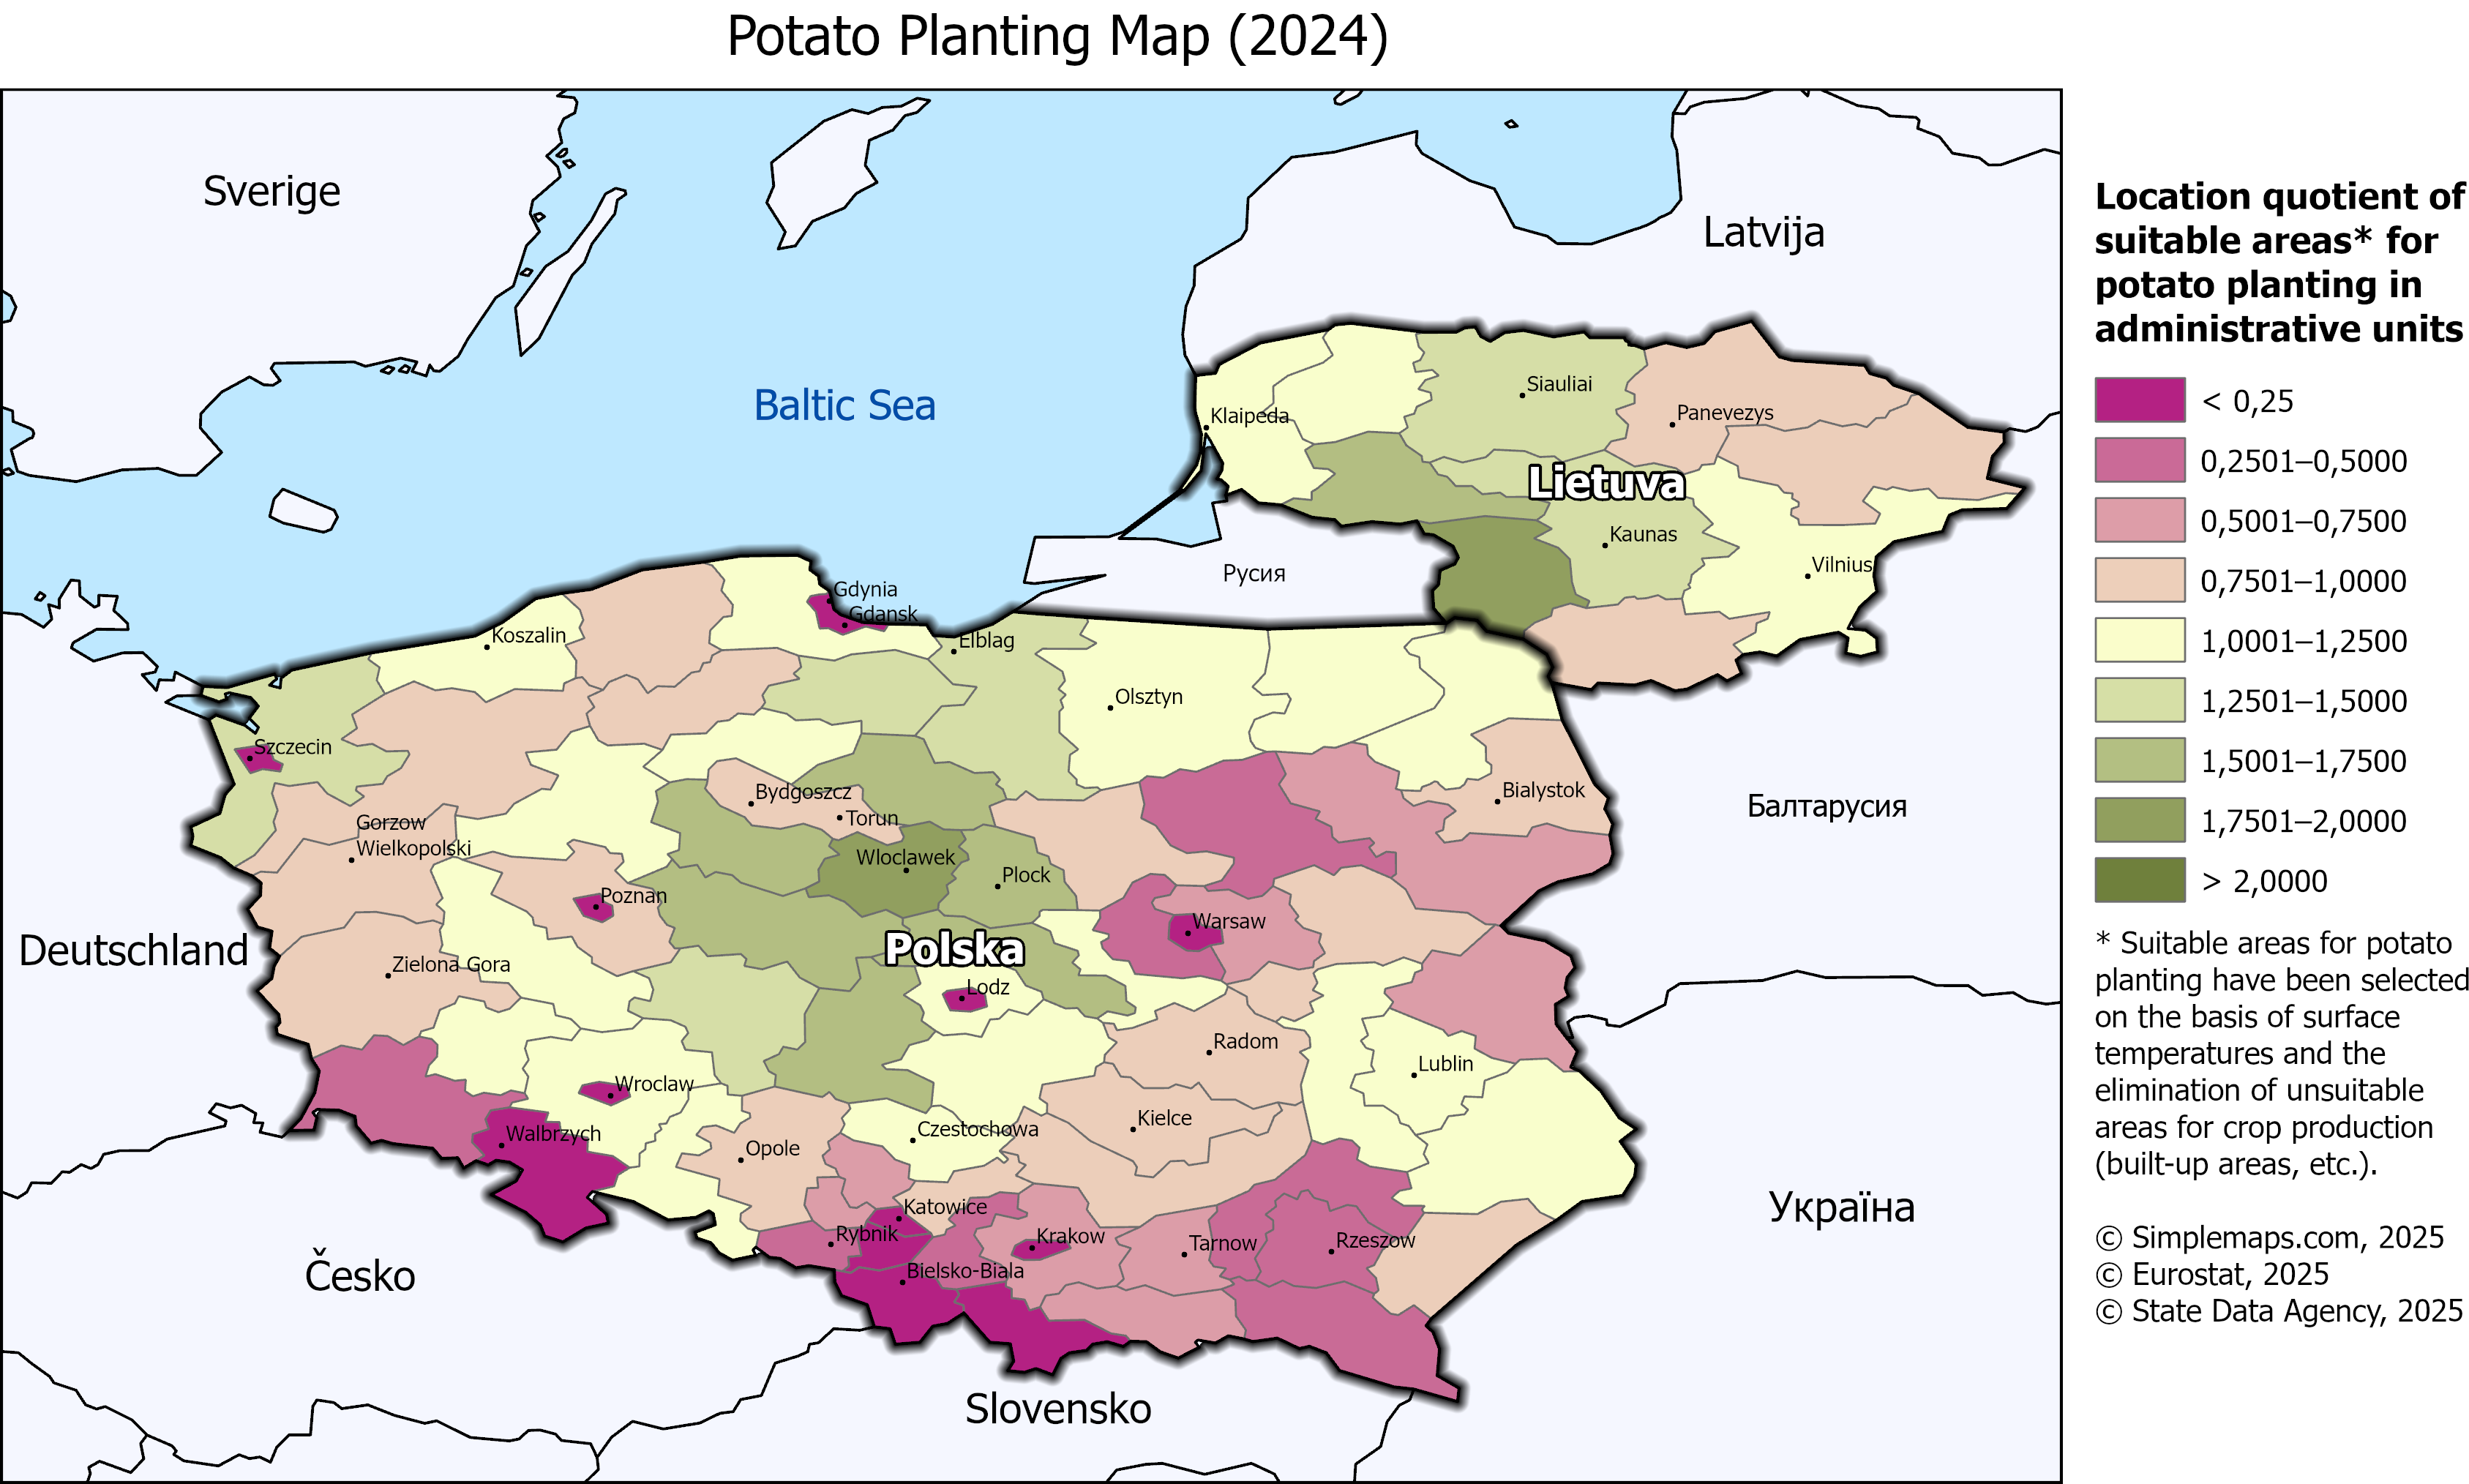 Potato Planting Map (2024)
Sverige
Latvija
Baltic Sea
Siauliai
Klaipeda
Panevezys
Lietuva
Kaunas
Vilnius
Русия
Gdynia
Gdansk
Koszalin
Elblag
Olsztyn
Szczecin
Bydgoszcz
Bialystok
Балтарусия
Torun
Gorzow
Wielkopolski
Wloclawek
Plock
Poznan
Warsaw
Deutschland
Polska
Zielona Gora
Lodz
Radom
Lublin
Wroclaw
Kielce
Walbrzych
Czestochowa
Opole
Katowice
Україна
Rybnik
Krakow
Tarnow
Rzeszow
Česko
Bielsko-Biala
Slovensko
Location quotient of
suitable areas* for
potato planting in
administrative units
< 0,25
0,2501–0,5000
0,5001–0,7500
0,7501–1,0000
1,0001–1,2500
1,2501–1,5000
1,5001–1,7500
1,7501–2,0000
> 2,0000
* Suitable areas for potato
planting have been selected
on the basis of surface
temperatures and the
elimination of unsuitable
areas for crop production
(built-up areas, etc.).
© Simplemaps.com, 2025
© Eurostat, 2025
© State Data Agency, 2025